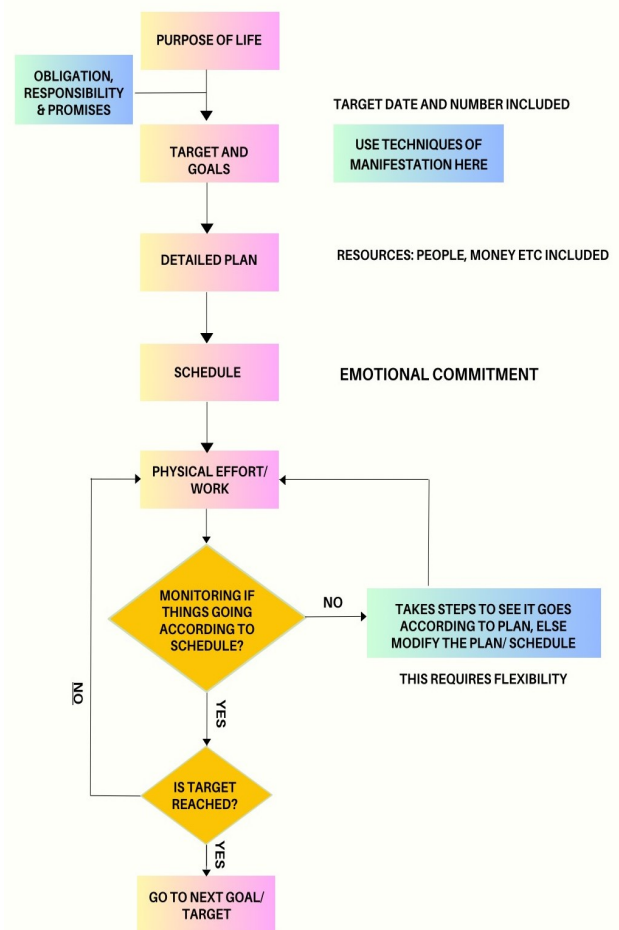 PURPOSE OF LIFE
OBLIGATION,
RESPONSIBILITY
& PROMISES
TARGET DATE AND NUMBER INCLUDED
TARGET AND
GOALS
USE TECHNIQUES OF
MANIFESTATION HERE
DETAILED PLAN
RESOURCES: PEOPLE, MONEY ETC INCLUDED
SCHEDULE
EMOTIONAL COMMITMENT
PHYSICAL EFFORT/
WORK
MONITORING IF
THINGS GOING
ACCORDING TO
SCHEDULE?
NO
TAKES STEPS TO SEE IT GOES
ACCORDING TO PLAN, ELSE
MODIFY THE PLAN/ SCHEDULE
THIS REQUIRES FLEXIBILITY
NO
YES
IS TARGET
REACHED?
YES
GO TO NEXT GOAL/
TARGET